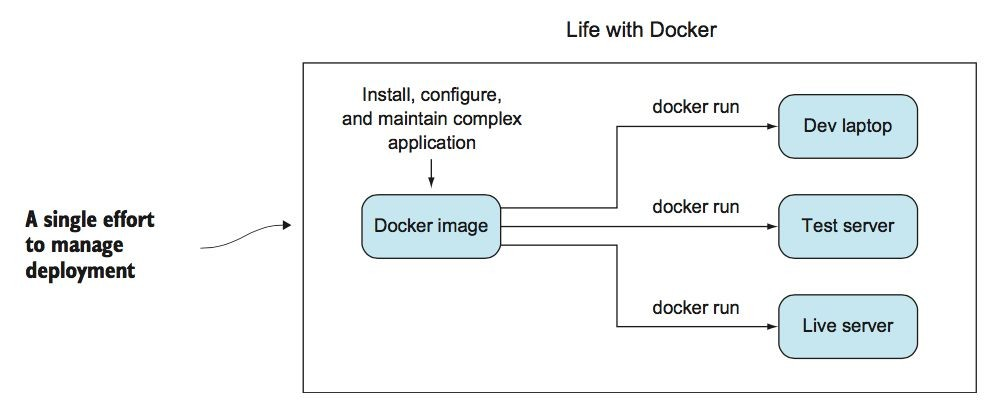 Life with Docker
Install, configure,
and maintain complex
application
docker run
Dev laptop
A single effort
to manage
deployment
Docker image
docker run
Test server
docker run
Live server